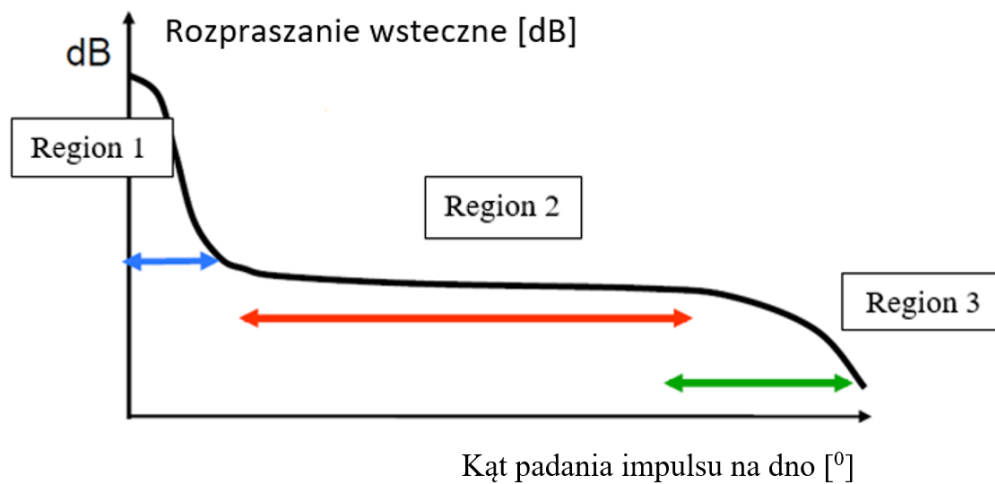 Rozpraszanie wsteczne [dB]
dB
Region 1
Region 2
Region 3
Kąt padania impulsu na dno [⁰]